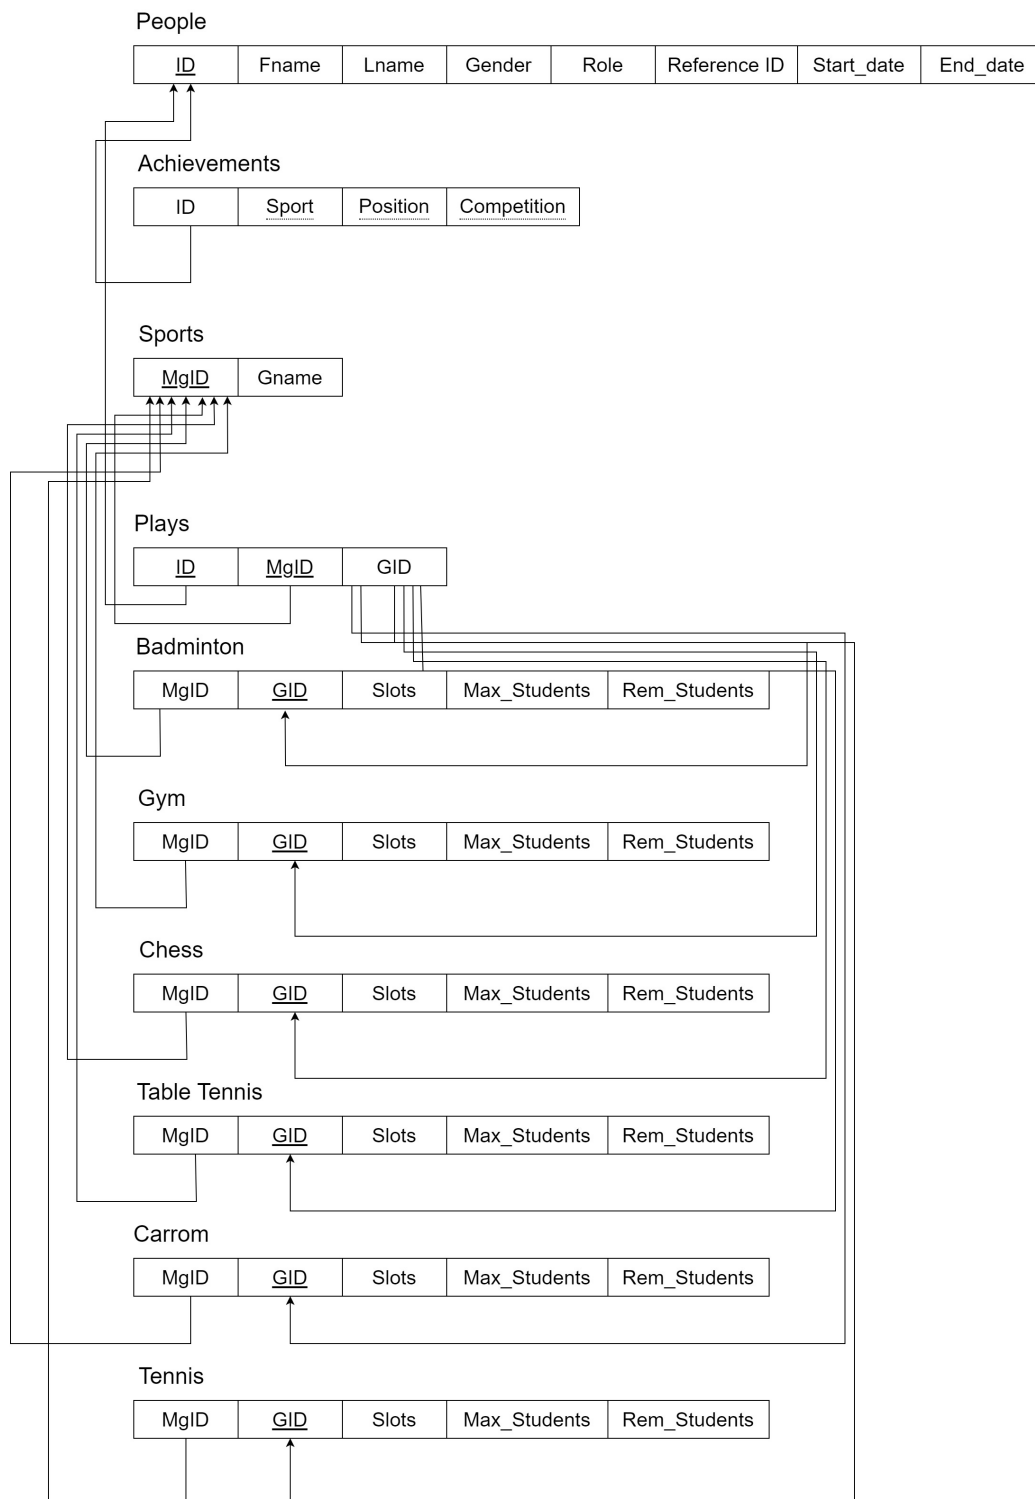 People
ID Fname Lname Gender Role Reference ID Start_date End_date
Achievements
ID Sport Position Competition
Sports
MgID Gname
Plays
ID MgID GID
Badminton
MgID GID Slots Max_Students Rem_Students
Gym
MgID GID Slots Max_Students Rem_Students
Chess
MgID GID Slots Max_Students Rem_Students
Table Tennis
MgID GID Slots Max_Students Rem_Students
Carrom
MgID GID Slots Max_Students Rem_Students
Tennis
MgID GID Slots Max_Students Rem_Students